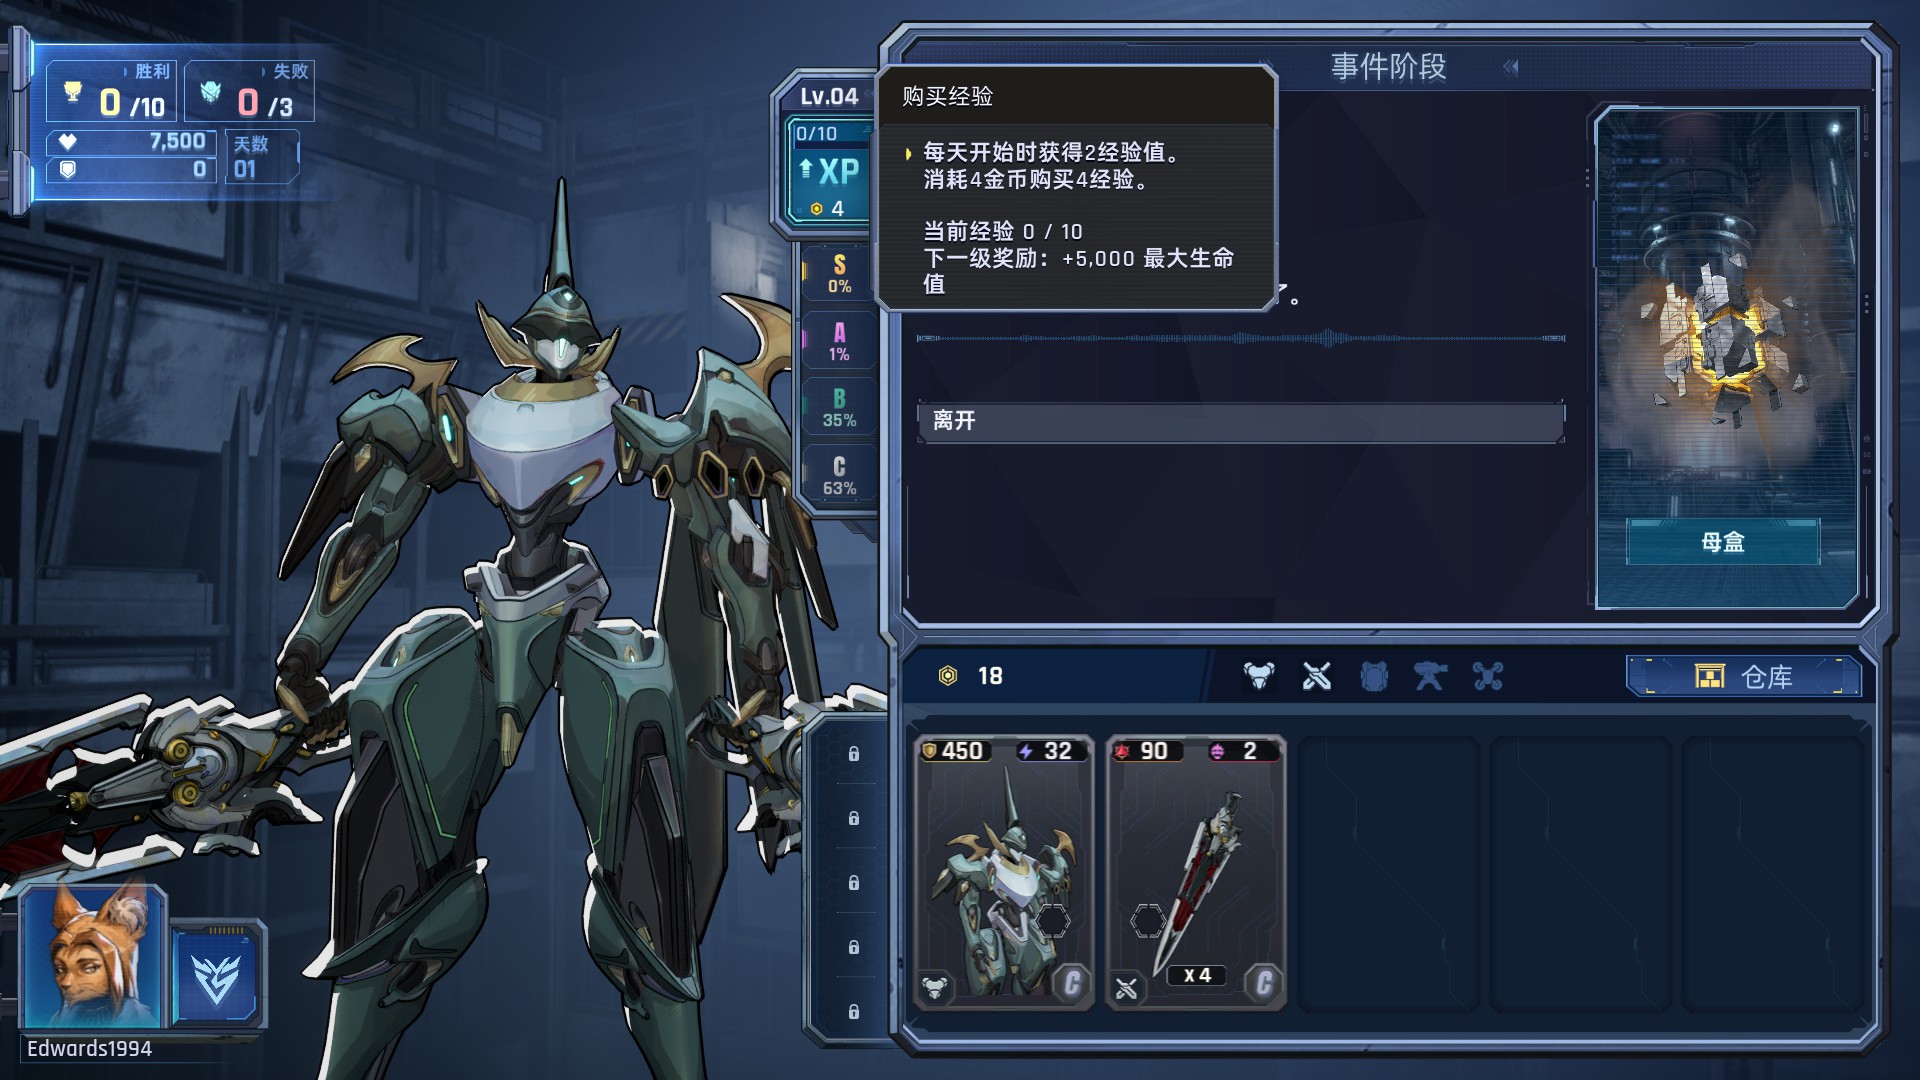 胜利
0 /10
失败
0 /3
7,500
0
天数
01
Lv.04
0/10
XP
4
S
0%
A
1%
B
35%
C
63%
购买经验
每天开始时获得2经验值。
消耗4金币购买4经验。
当前经验 0 / 10
下一级奖励：+5,000 最大生命
值
事件阶段
。
离开
母盒
18
仓库
450
32
C
90
2
x4
C
Edwards1994